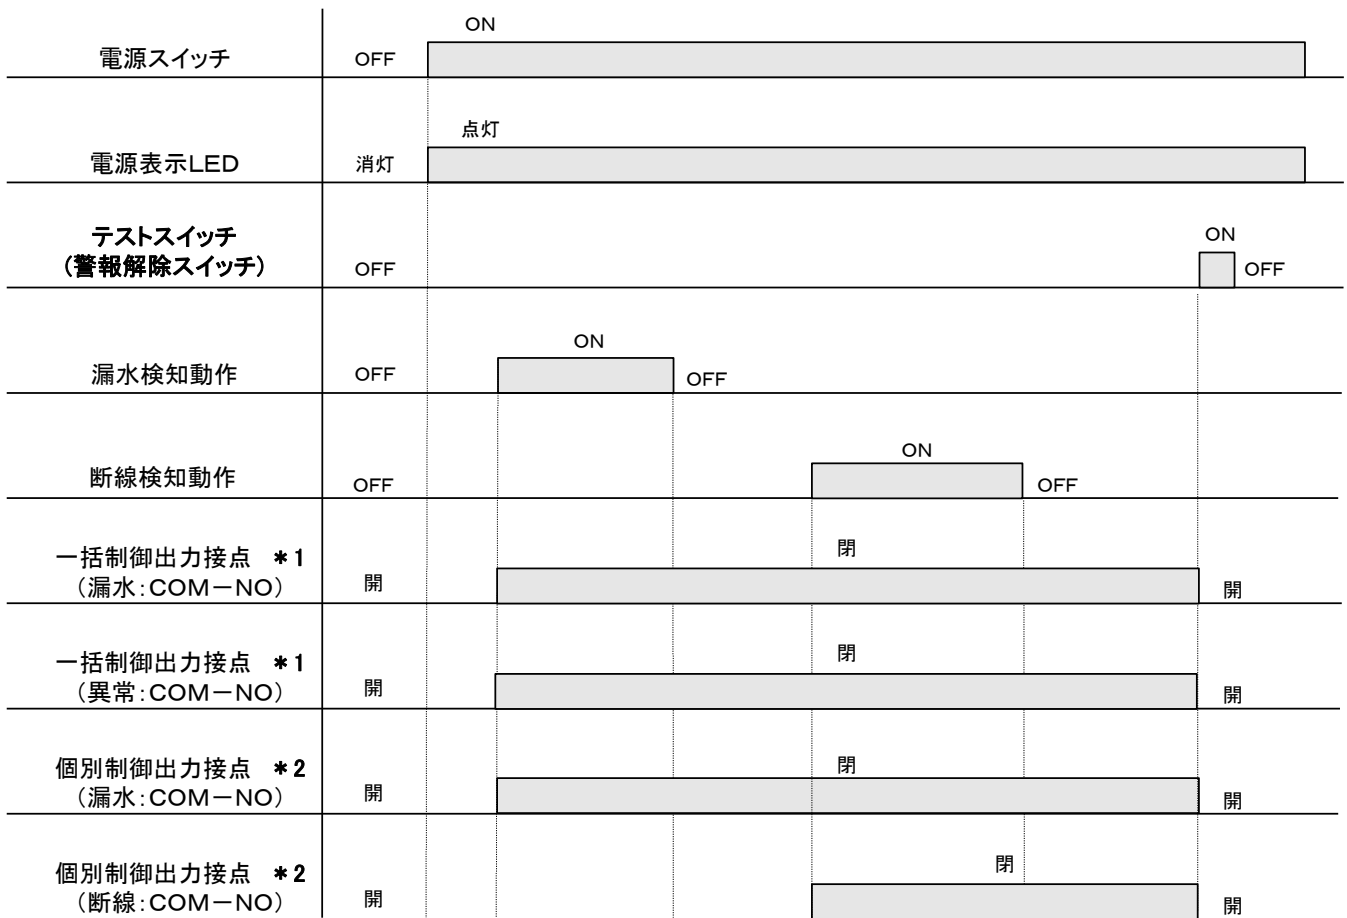 ON
電源スイッチ OFF
点灯
電源表示LED 消灯
テストスイッチ ON
(警報解除スイッチ) OFF OFF
ON
漏水検知動作 OFF OFF
ON
断線検知動作 OFF OFF
一括制御出力接点 *1 閉
(漏水:COM-NO) 開 開
一括制御出力接点 *1 閉
(異常:COM-NO) 開 開
個別制御出力接点 *2 閉
(漏水:COM-NO) 開 開
個別制御出力接点 *2 閉
(断線:COM-NO) 開 開